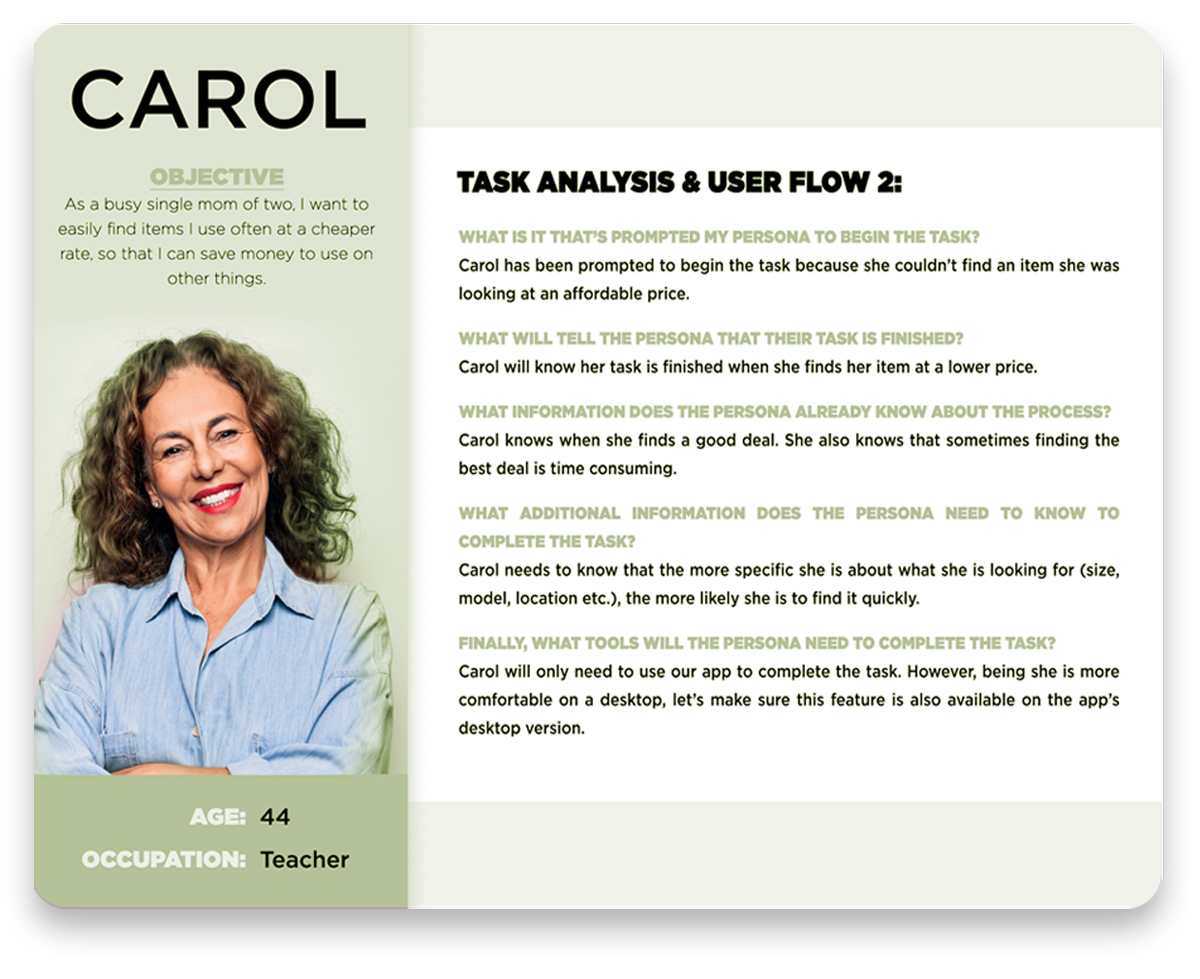 CAROL
OBJECTIVE
As a busy single mom of two, I want to
easily find items I use often at a cheaper
rate, so that I can save money to use on
other things.
AGE: 44
OCCUPATION: Teacher
TASK ANALYSIS & USER FLOW 2:
WHAT IS IT THAT’S PROMPTED MY PERSONA TO BEGIN THE TASK?
Carol has been prompted to begin the task because she couldn’t find an item she was
looking at an affordable price.
WHAT WILL TELL THE PERSONA THAT THEIR TASK IS FINISHED?
Carol will know her task is finished when she finds her item at a lower price.
WHAT INFORMATION DOES THE PERSONA ALREADY KNOW ABOUT THE PROCESS?
Carol knows when she finds a good deal. She also knows that sometimes finding the
best deal is time consuming.
WHAT ADDITIONAL INFORMATION DOES THE PERSONA NEED TO KNOW TO
COMPLETE THE TASK?
Carol needs to know that the more specific she is about what she is looking for (size,
model, location etc.), the more likely she is to find it quickly.
FINALLY, WHAT TOOLS WILL THE PERSONA NEED TO COMPLETE THE TASK?
Carol will only need to use our app to complete the task. However, being she is more
comfortable on a desktop, let’s make sure this feature is also available on the app’s
desktop version.